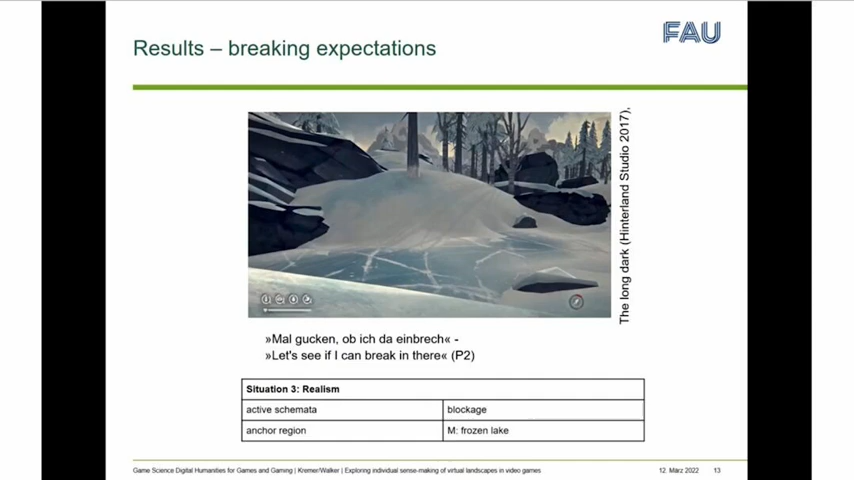 FAU
Results – breaking expectations
The long dark (Hinterland Studio 2017),
»Mal gucken, ob ich da einbrech« -
»Let's see if I can break in there« (P2)
Situation 3: Realism
active schemata
blockage
anchor region
M: frozen lake
Game Science Digital Humanities for Games and Gaming | Kremer/Walker | Exploring individual sense-making of virtual landscapes in video games
12. März 2022
13